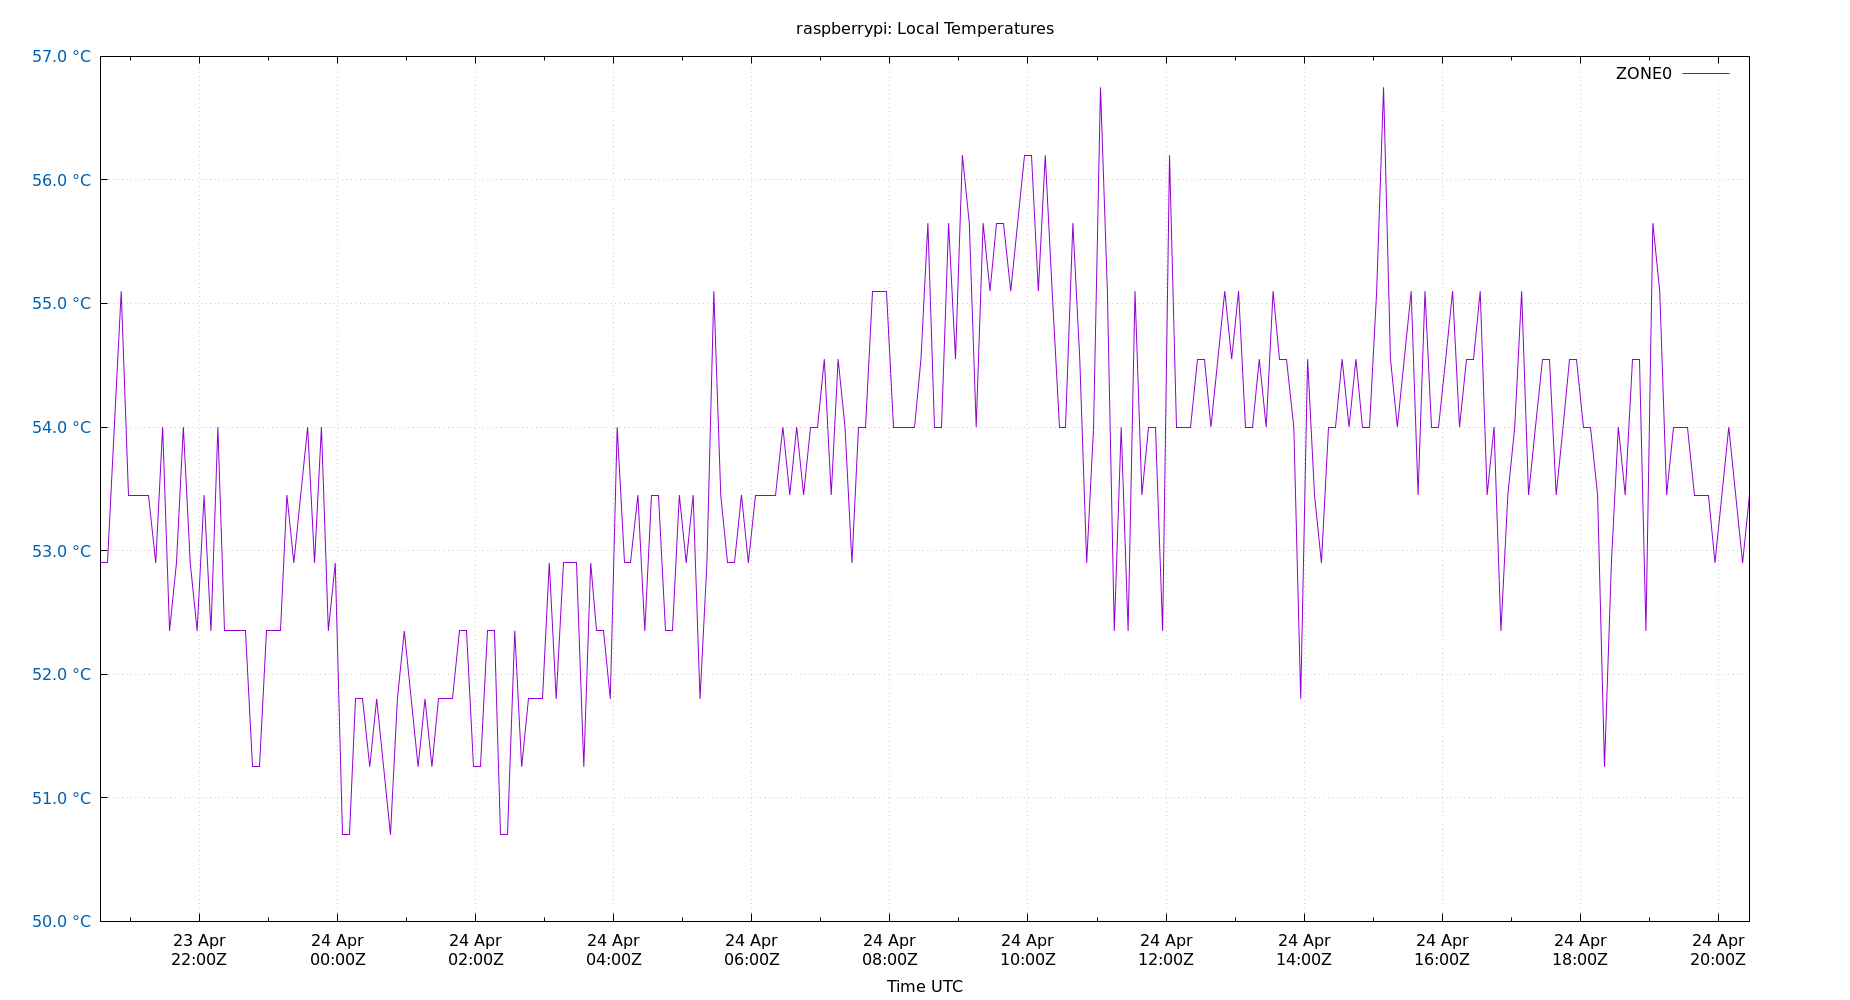 raspberrypi: Local Temperatures
57.0 °C
ZONE0
56.0 °C
55.0 °C
54.0 °C
53.0 °C
52.0 °C
51.0 °C
50.0 °C
23 Apr 24 Apr 24 Apr 24 Apr 24 Apr 24 Apr 24 Apr 24 Apr 24 Apr 24 Apr 24 Apr 24 Apr
22:00Z 00:00Z 02:00Z 04:00Z 06:00Z 08:00Z 10:00Z 12:00Z 14:00Z 16:00Z 18:00Z 20:00Z
Time UTC